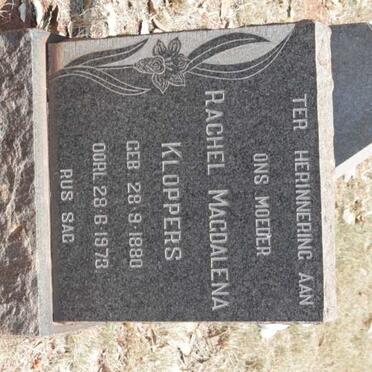 TER HERINNERING AAN
ONS MOEDER
RACHEL MAGDALENA
KLOPPERS
GEB. 28·9·1880
OORL. 28·6·1973
RUS SAG